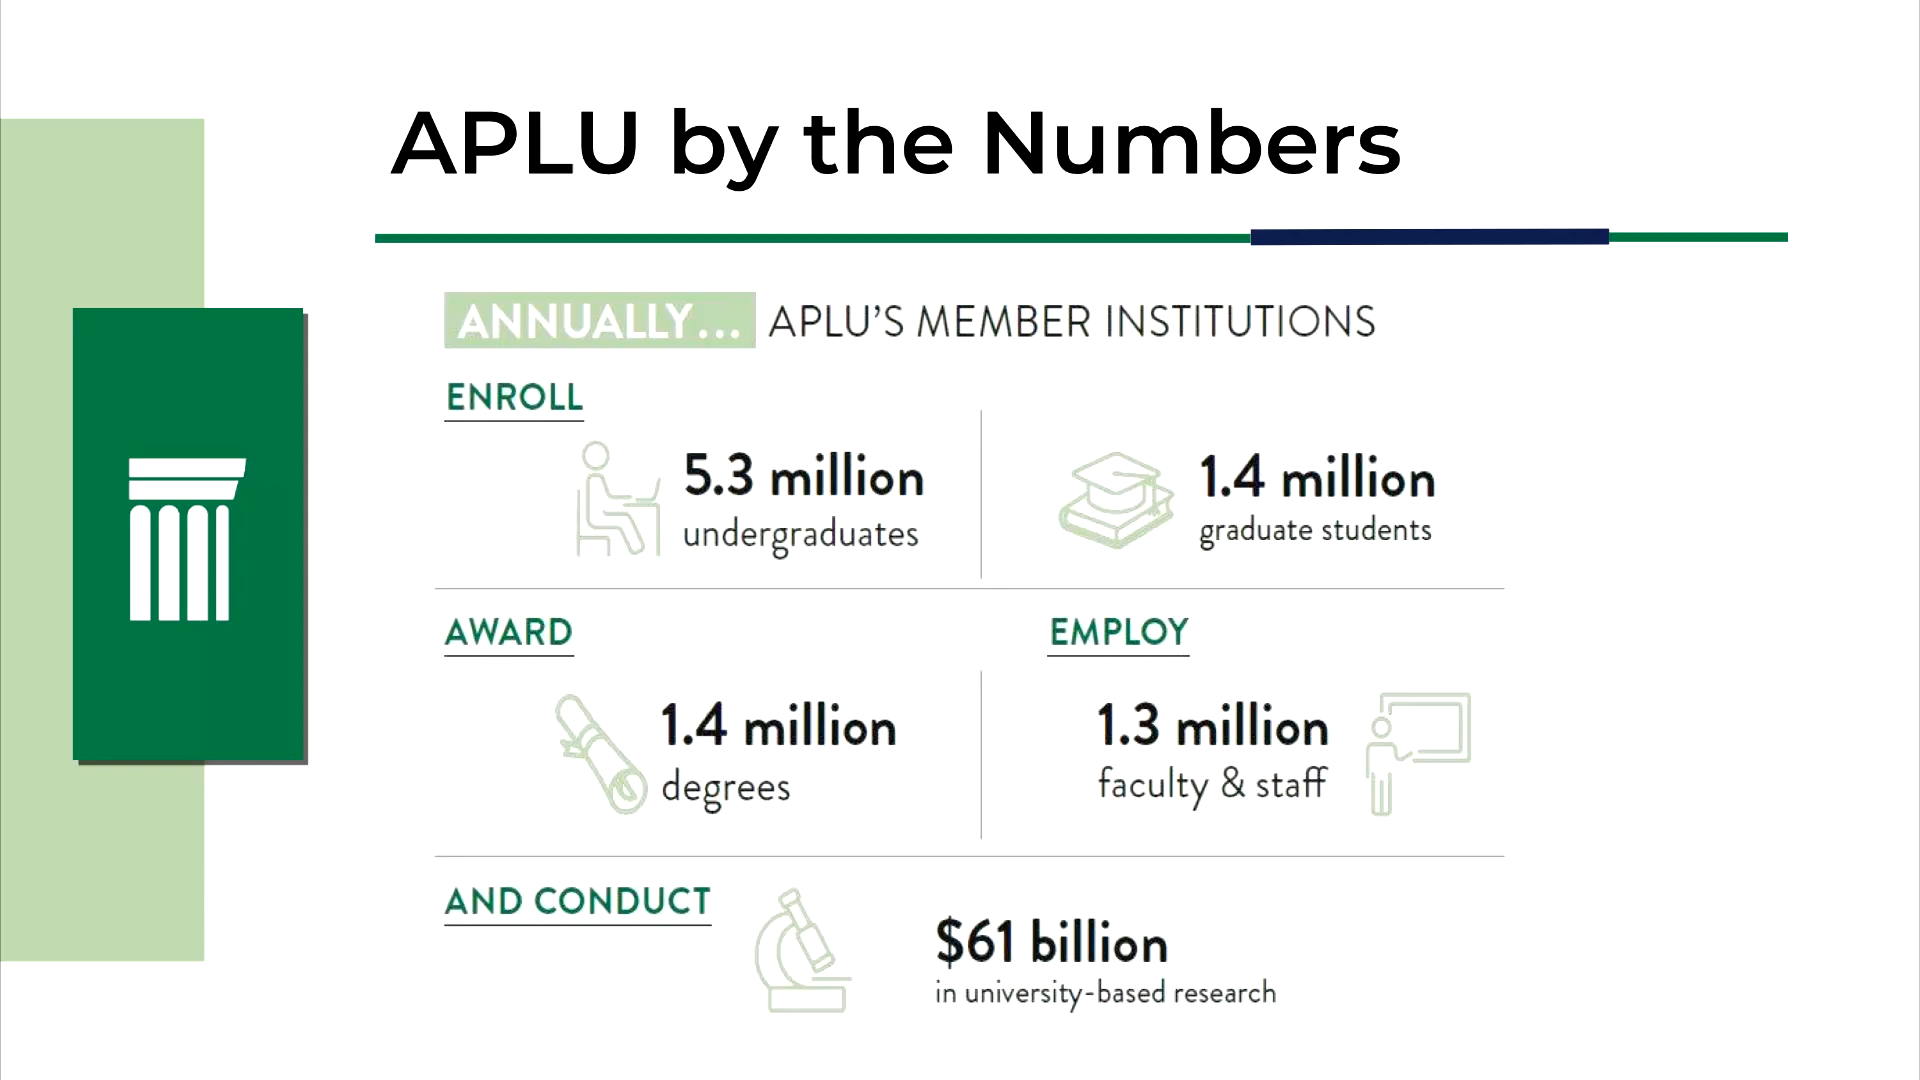 APLU by the Numbers
ANNUALLY... APLU’S MEMBER INSTITUTIONS
ENROLL
5.3 million
undergraduates
1.4 million
graduate students
AWARD
1.4 million
degrees
EMPLOY
1.3 million
faculty & staff
AND CONDUCT
$61 billion
in university-based research